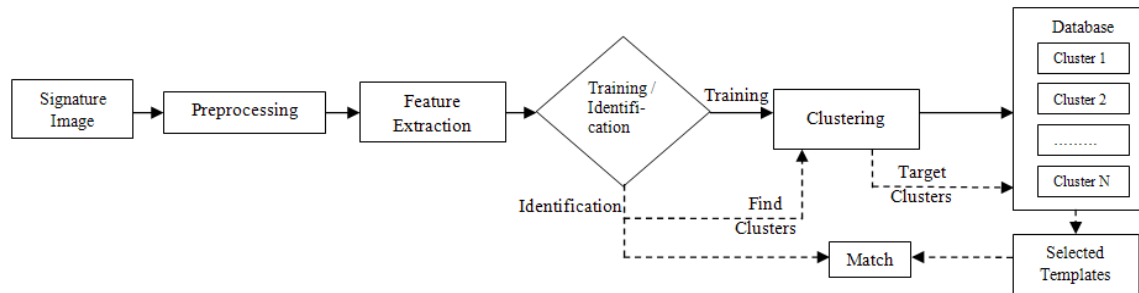 Signature
Image
Preprocessing
Feature
Extraction
Training /
Identifi-
cation
Training
Identification
Find
Clusters
Clustering
Target
Clusters
Database
Cluster 1
Cluster 2
.........
Cluster N
Selected
Templates
Match